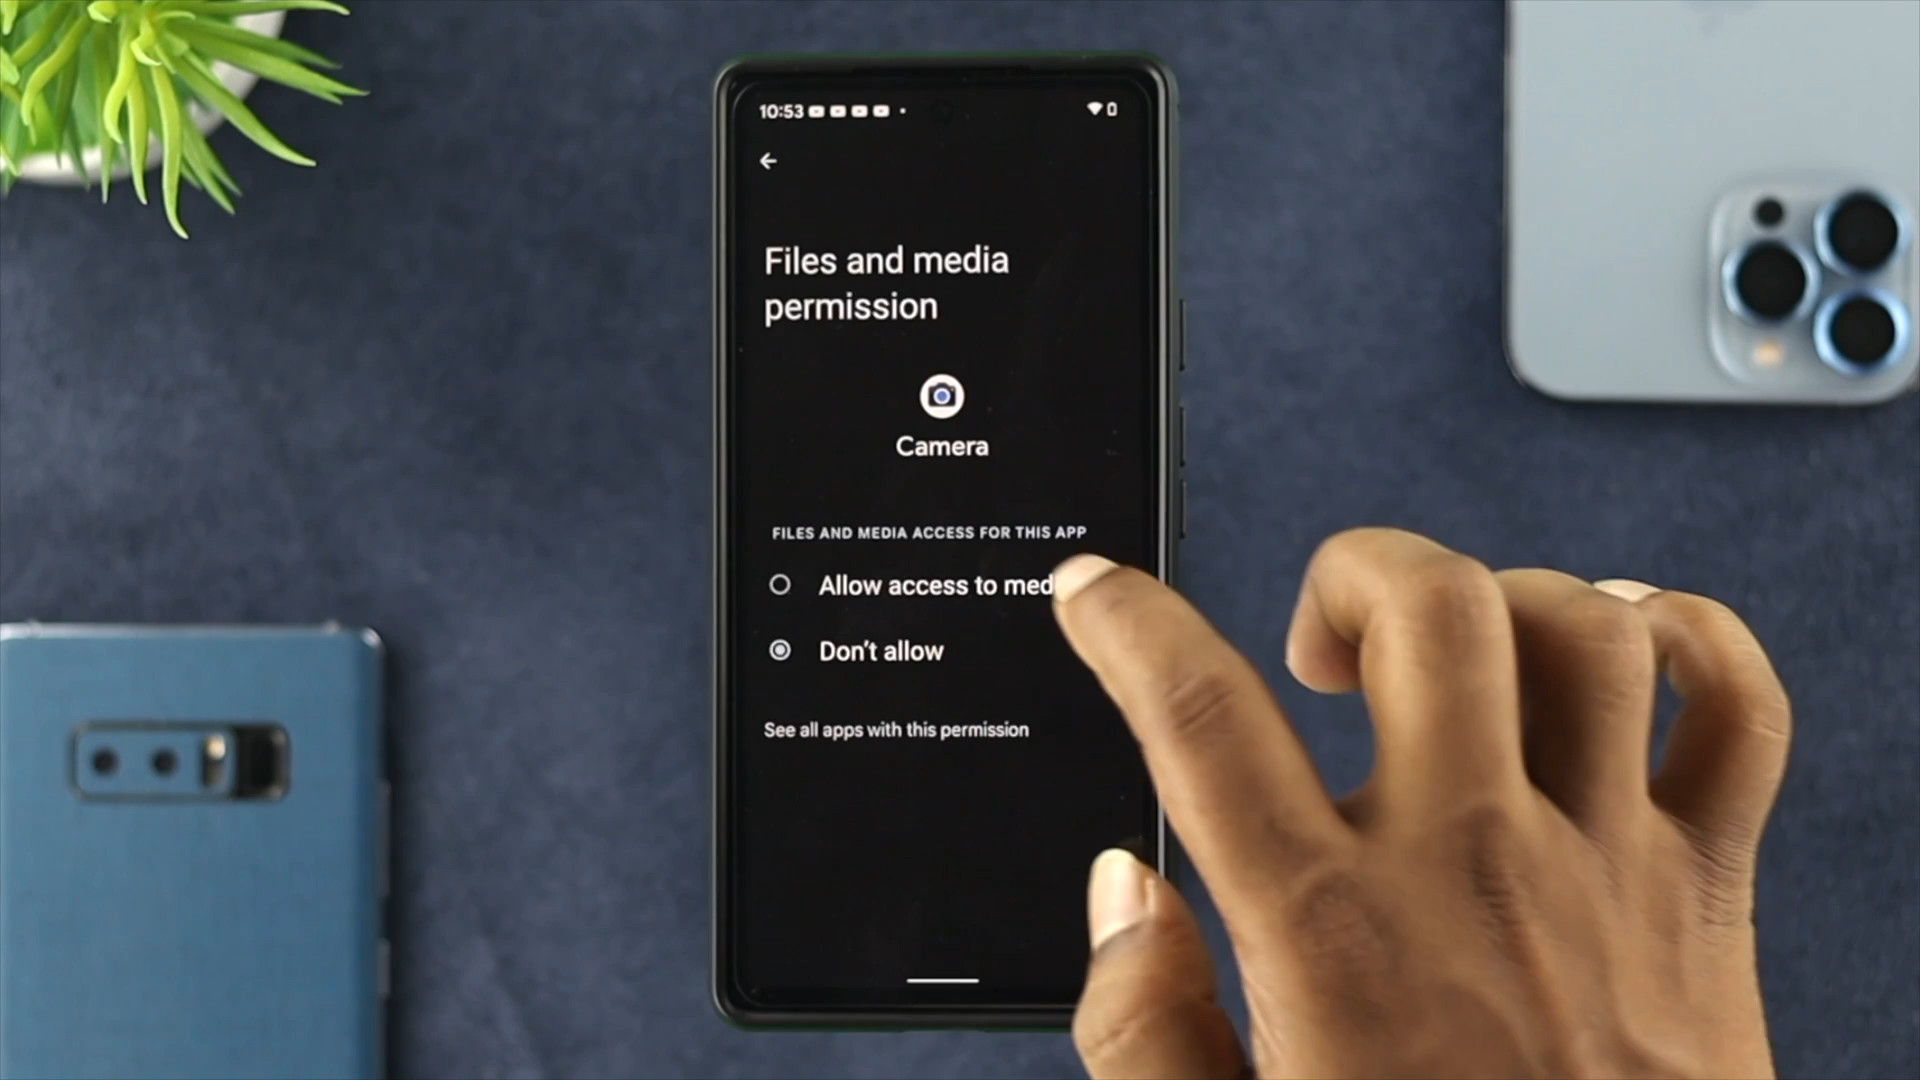 10:53
Files and media
permission
Camera
FILES AND MEDIA ACCESS FOR THIS APP
Allow access to med
Don't allow
See all apps with this permission